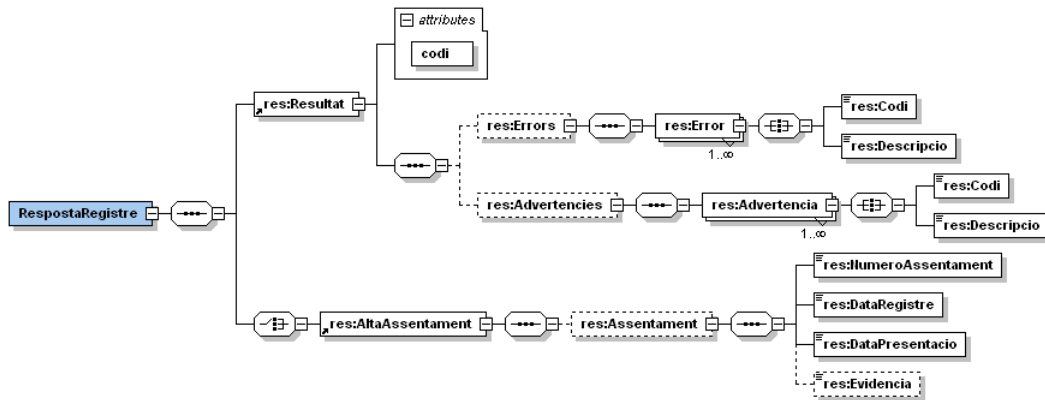 attributes
codi
res:Resultat
res:Errors
res:Error
1..∞
res:Codi
res:Descripcio
res:Advertencies
res:Advertencia
1..∞
res:Codi
res:Descripcio
RespostaRegistre
res:AltaAssentament
res:Assentament
res:NumeroAssentament
res:DataRegistre
res:DataPresentacio
res:Evidencia